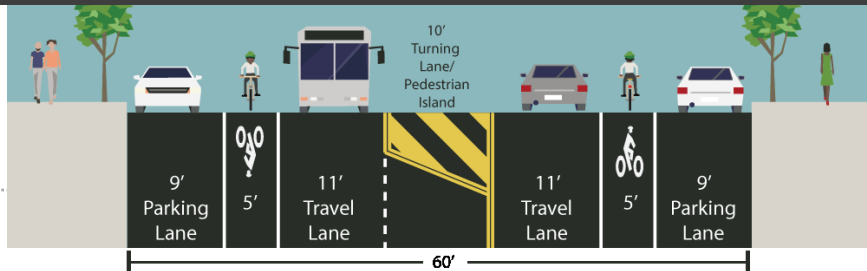 10'
Turning
Lane/
Pedestrian
Island
9'
Parking
Lane
5'
11'
Travel
Lane
11'
Travel
Lane
5'
9'
Parking
Lane
60'